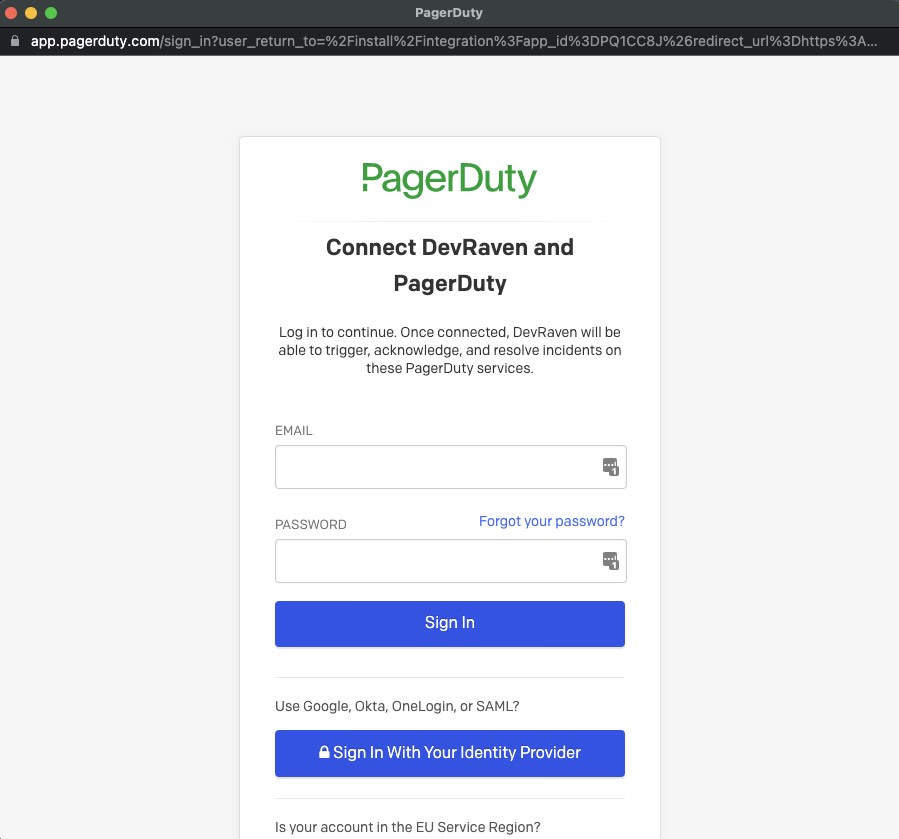 PagerDuty
app.pagerduty.com/sign_in?user_return_to=%2Finstall%2Fintegration%3Fapp_id%3DPQ1CC8J%26redirect_url%3Dhttps%3A...
PagerDuty
Connect DevRaven and
PagerDuty
Log in to continue. Once connected, DevRaven will be
able to trigger, acknowledge, and resolve incidents on
these PagerDuty services.
EMAIL
1
PASSWORD
Forgot your password?
1
Sign In
Use Google, Okta, OneLogin, or SAML?
Sign In With Your Identity Provider
Is your account in the EU Service Region?